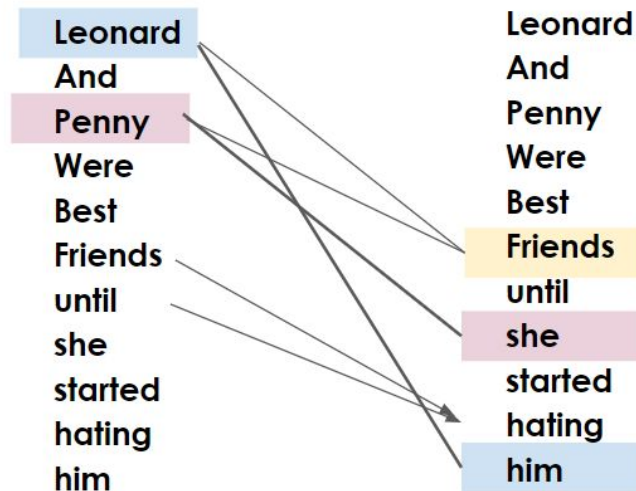 Leonard
And
Penny
Were
Best
Friends
until
she
started
hating
him
Leonard
And
Penny
Were
Best
Friends
until
she
started
hating
him